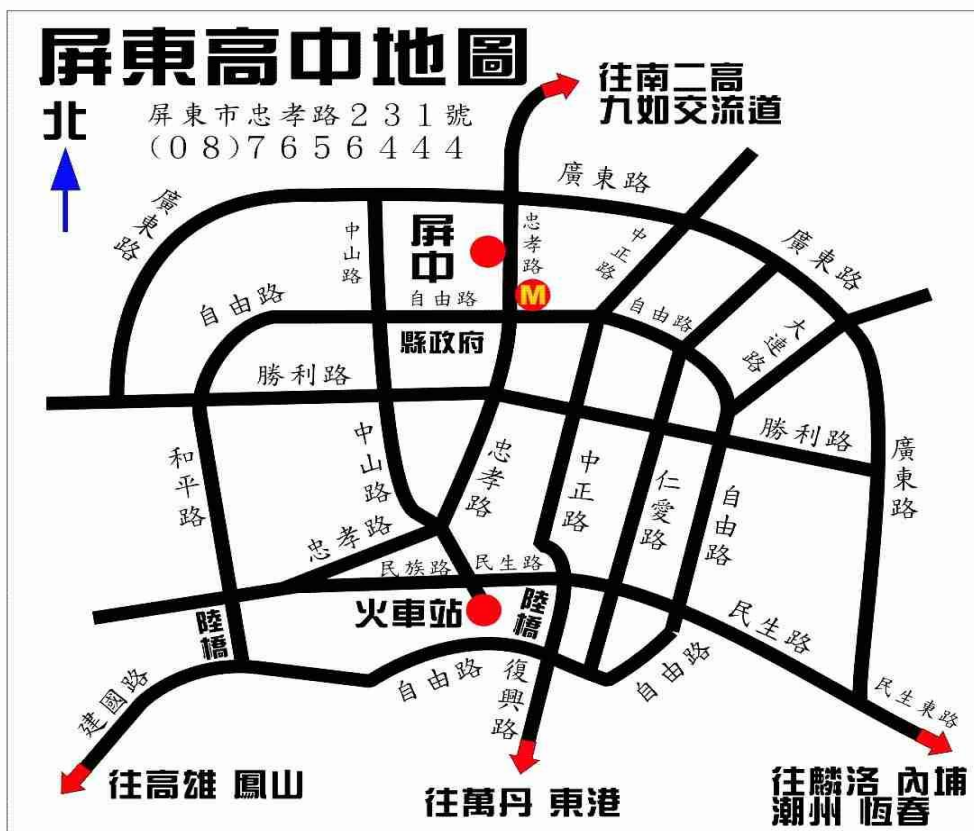 屏東高中地圖
北
屏東市忠孝路231號
(08)7656444
往南二高
九如交流道
廣東路
廣東路
廣東路
中山路
屏中
忠孝路
中正路
自由路
自由路
M
自由路
大連路
縣政府
勝利路
勝利路
廣東路
和平路
中山路
忠孝路
中正路
仁愛路
自由路
忠孝路
民族路
民生路
火車站
陸橋
陸橋
民生路
自由路
復興路
自由路
建國路
民生東路
往高雄 鳳山
往萬丹 東港
往麟洛 內埔
潮州 恆春